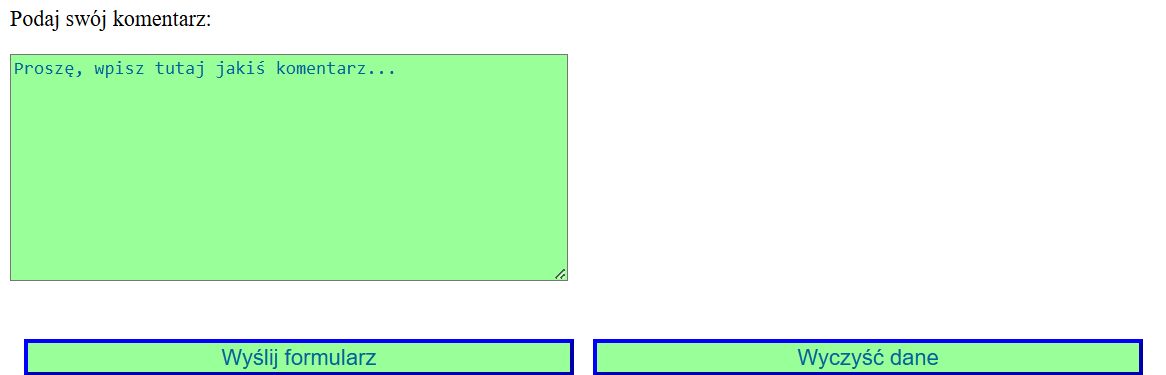 Podaj swój komentarz:
Proszę, wpisz tutaj jakiś komentarz...
Wyślij formularz
Wyczyść dane